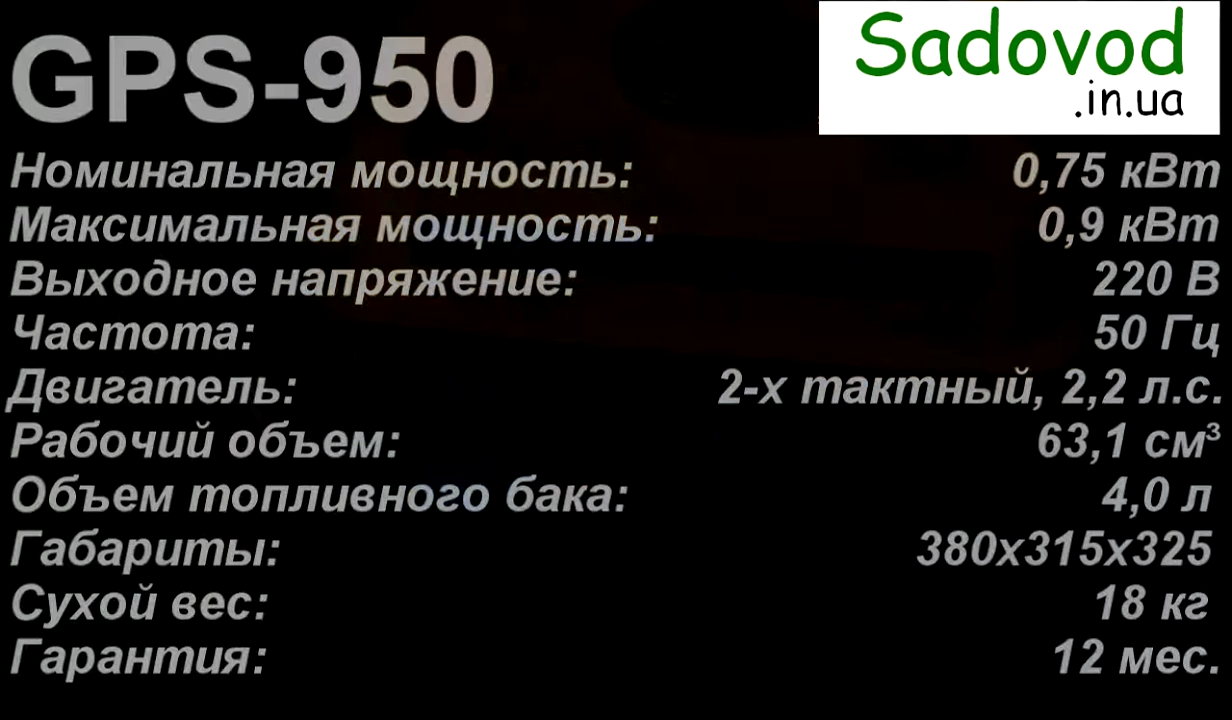 GPS-950
Sadovod
.in.ua
Номинальная мощность: 0,75 кВт
Максимальная мощность: 0,9 кВт
Выходное напряжение: 220 В
Частота: 50 Гц
Двигатель: 2-х тактный, 2,2 л.с.
Рабочий объем: 63,1 см³
Объем топливного бака: 4,0 л
Габариты: 380х315х325
Сухой вес: 18 кг
Гарантия: 12 мес.